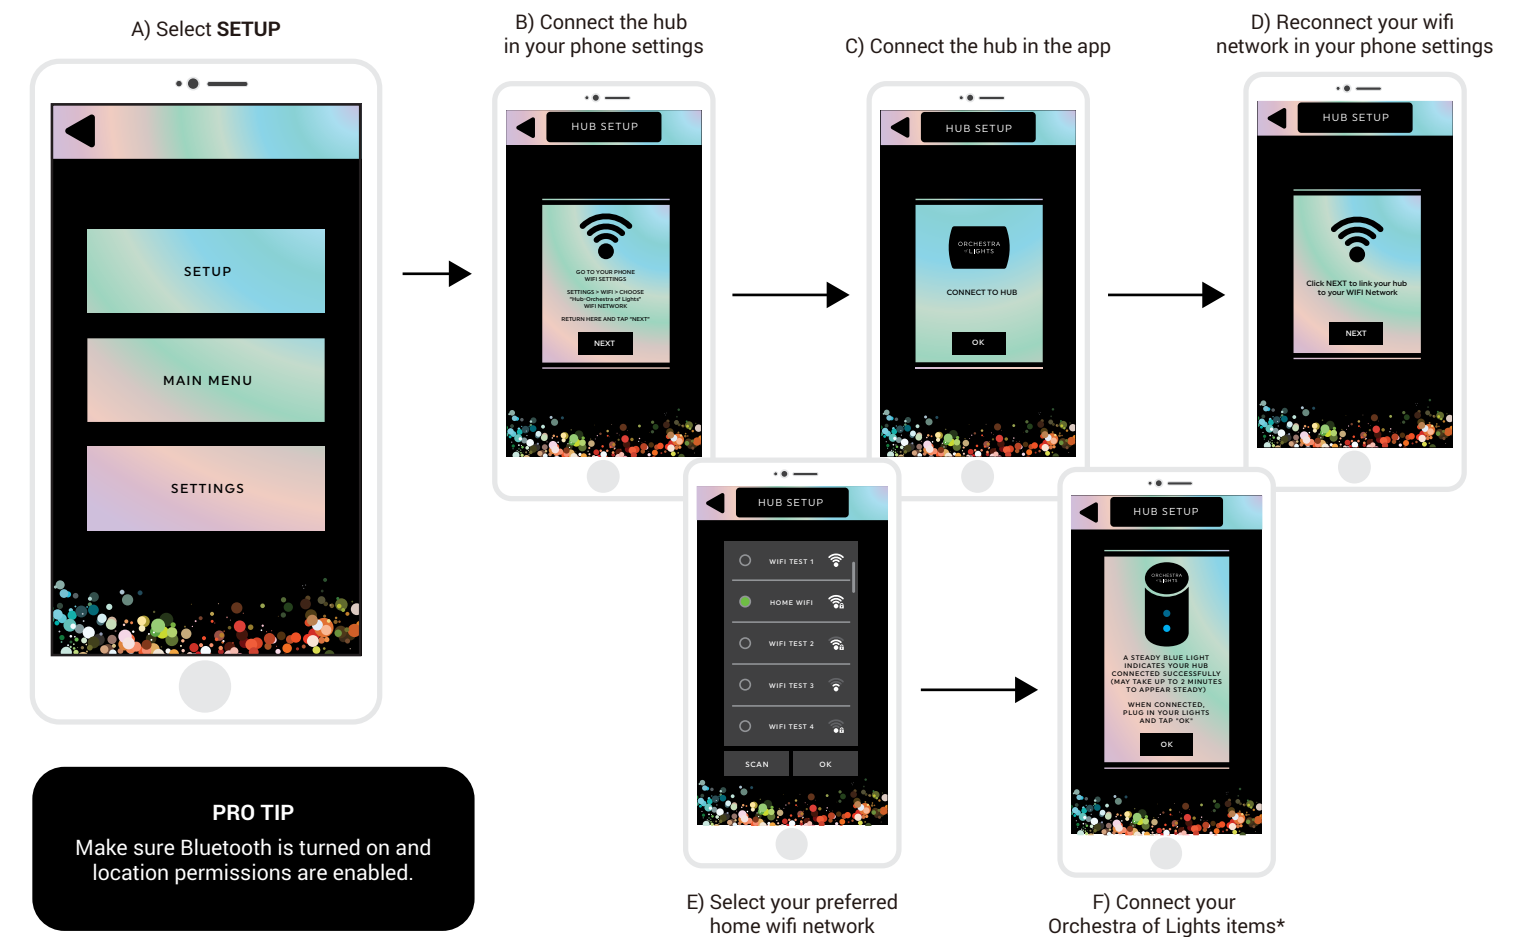 A) Select SETUP
SETUP
MAIN MENU
SETTINGS
B) Connect the hub
in your phone settings
HUB SETUP
GO TO YOUR PHONE
WIFI SETTINGS
SETTINGS > WIFI > CHOOSE
"Hub-Orchestra of Lights"
WIFI NETWORK
RETURN HERE AND TAP "NEXT"
NEXT
C) Connect the hub in the app
HUB SETUP
ORCHESTRA
of LIGHTS
CONNECT TO HUB
OK
D) Reconnect your wifi
network in your phone settings
HUB SETUP
Click NEXT to link your hub
to your WIFI Network
NEXT
HUB SETUP
WIFI TEST 1
HOME WIFI
WIFI TEST 2
WIFI TEST 3
WIFI TEST 4
SCAN OK
E) Select your preferred
home wifi network
HUB SETUP
ORCHESTRA
of LIGHTS
A STEADY BLUE LIGHT
INDICATES YOUR HUB
CONNECTED SUCCESSFULLY
(MAY TAKE UP TO 2 MINUTES
TO APPEAR STEADY)
WHEN CONNECTED,
PLUG IN YOUR LIGHTS
AND TAP "OK"
OK
F) Connect your
Orchestra of Lights items*
PRO TIP
Make sure Bluetooth is turned on and
location permissions are enabled.